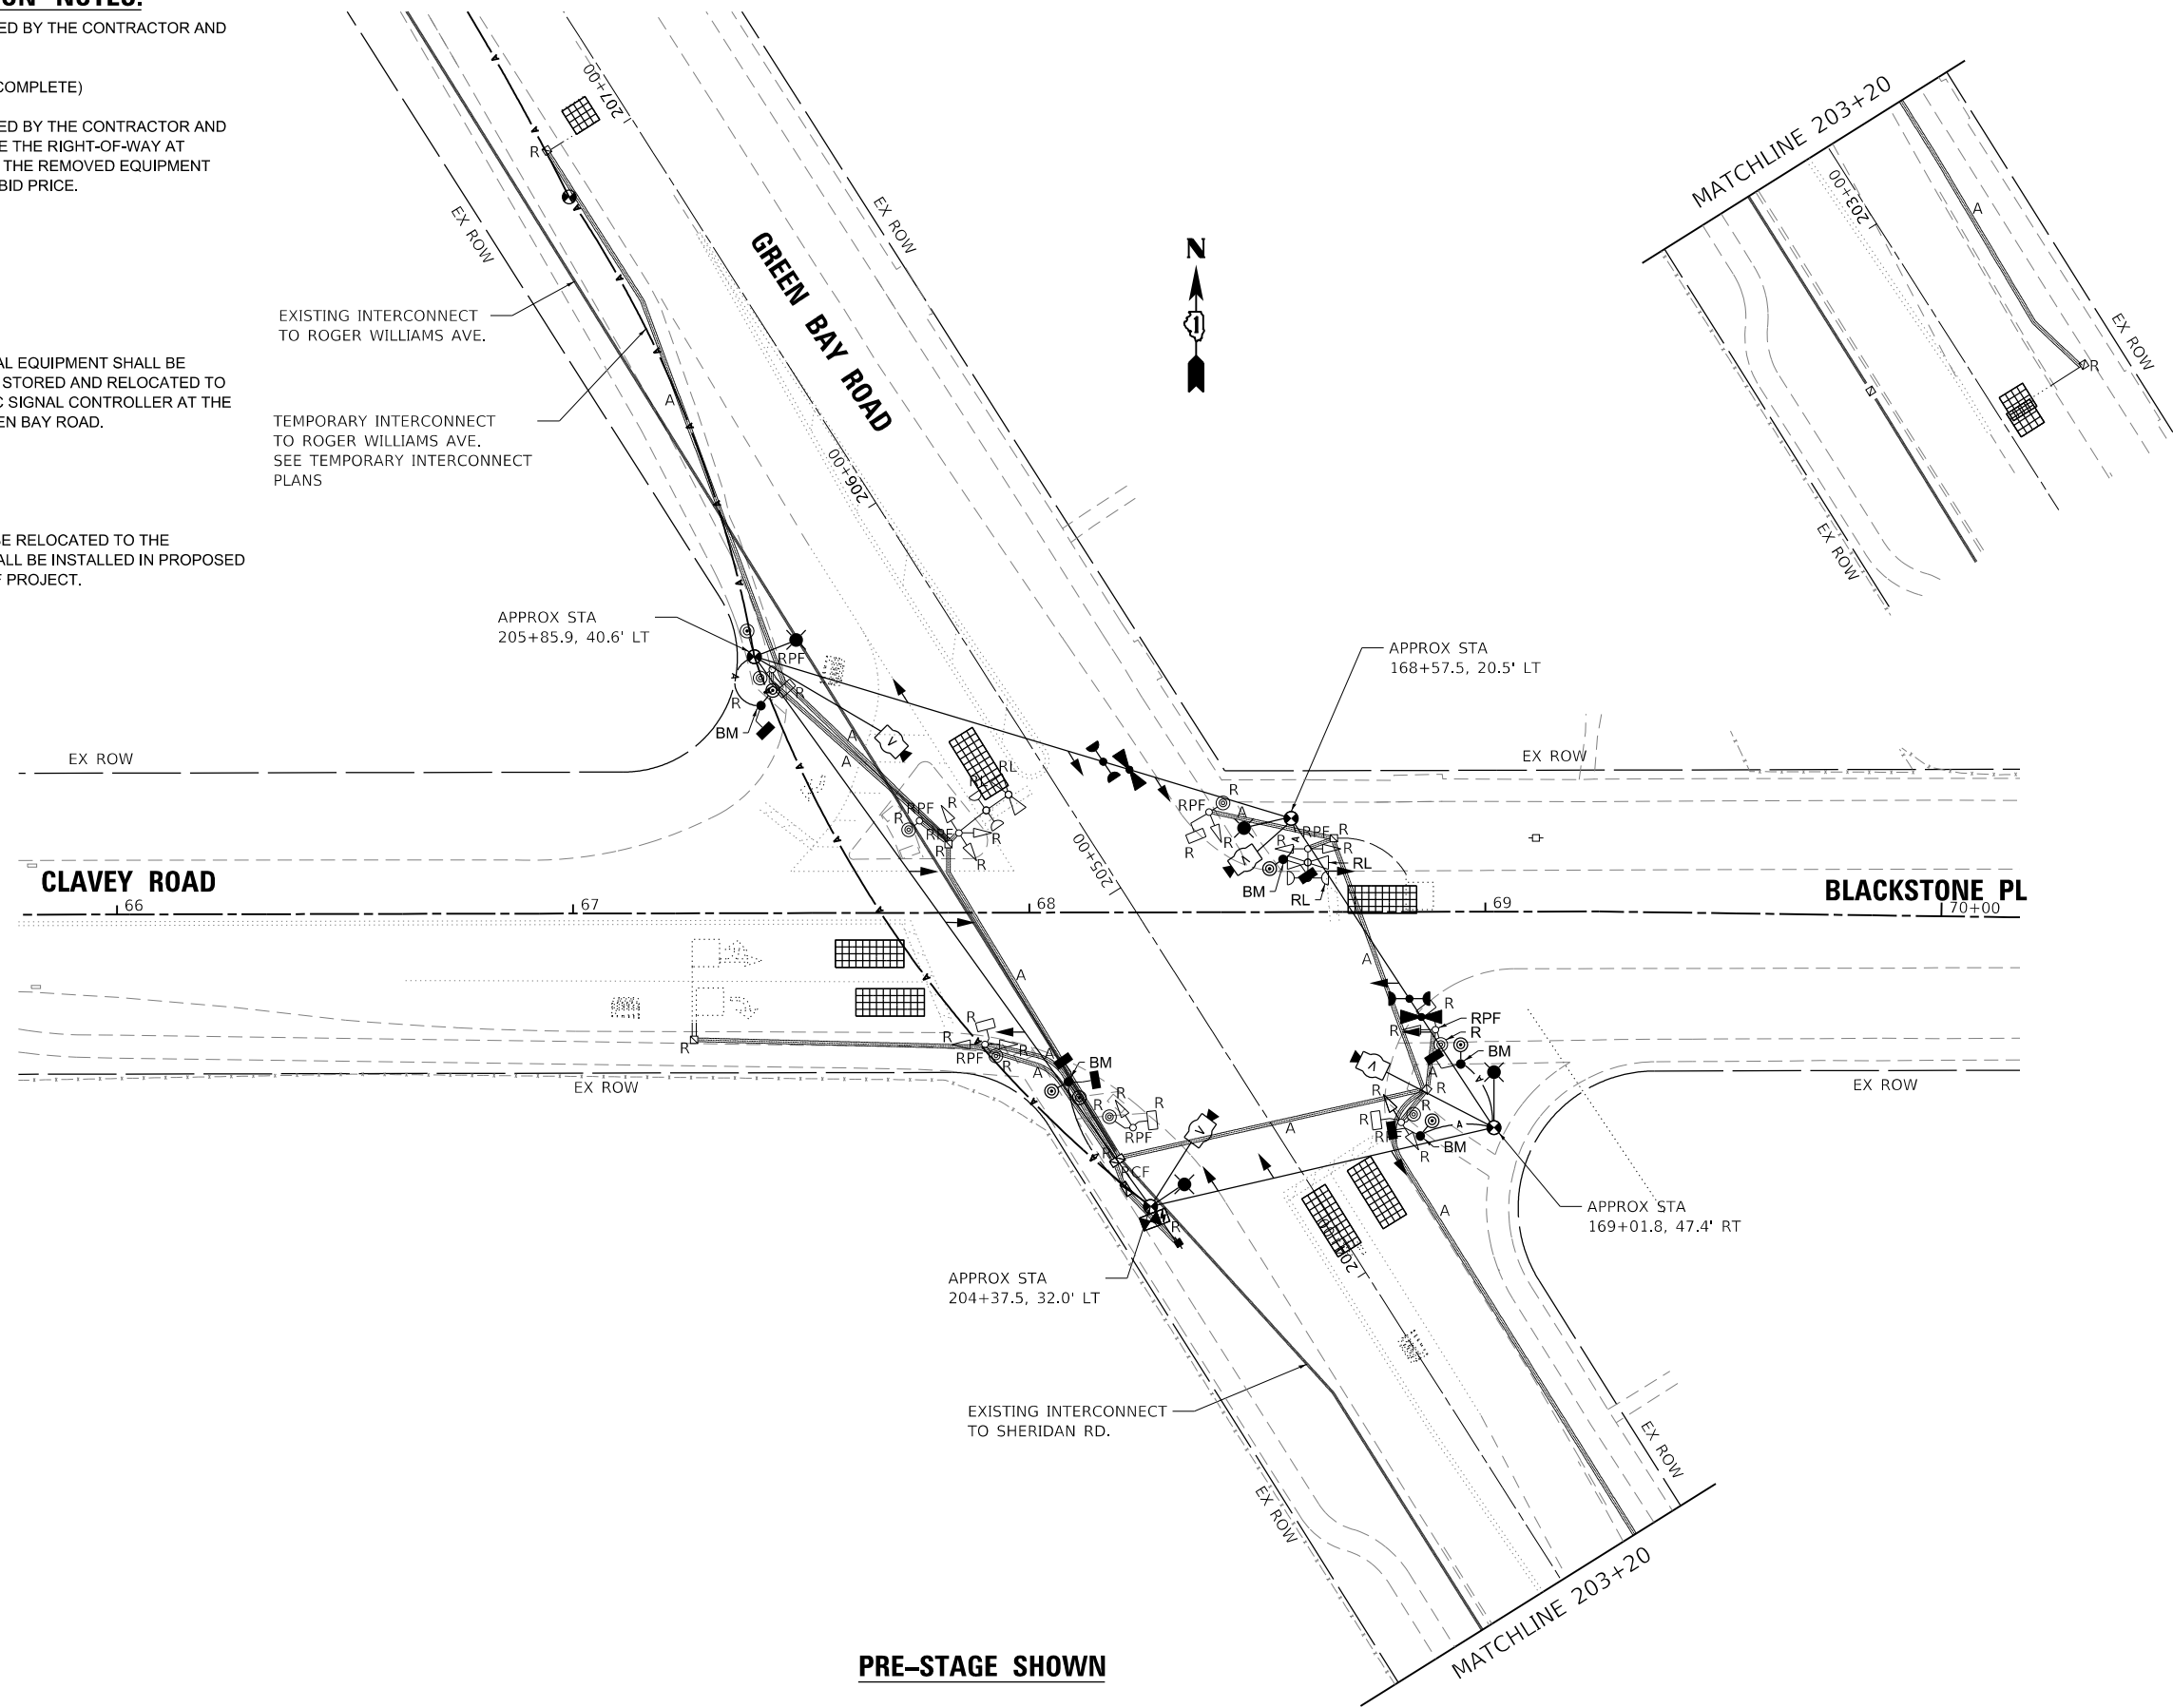 ED BY THE CONTRACTOR AND
COMPLETE)
ED BY THE CONTRACTOR AND
E THE RIGHT-OF-WAY AT
THE REMOVED EQUIPMENT
BID PRICE.
AL EQUIPMENT SHALL BE
STORED AND RELOCATED TO
C SIGNAL CONTROLLER AT THE
EN BAY ROAD.
BE RELOCATED TO THE
ALL BE INSTALLED IN PROPOSED
F PROJECT.
EX ROW
EXISTING INTERCONNECT
TO ROGER WILLIAMS AVE.
TEMPORARY INTERCONNECT
TO ROGER WILLIAMS AVE.
SEE TEMPORARY INTERCONNECT
PLANS
207+00
R
A
GREEN BAY ROAD
EX ROW
206+00
N
1
MATCHLINE 203+20
203+00
A
R
EX ROW
EX ROW
APPROX STA
205+85.9, 40.6' LT
APPROX STA
168+57.5, 20.5' LT
RPF
R
R
BM
A
A
V
RL
RL
RPF
R
R
RPF
R
R
R
EX ROW
EX ROW
RPF
R
A
R
R
V
RPF
R
R
R
RL
BM
RL
205+00
CLAVEY ROAD
BLACKSTONE PL
66
67
68
69
70+00
A
A
R
R
R
R
RPF
R
A
A
BM
R
R
R
RPF
R
RPF
R
BM
V
A
R
R
R
R
RPF
R
BM
A
V
R
RCF
R
A
EX ROW
EX ROW
APPROX STA
204+37.5, 32.0' LT
APPROX STA
169+01.8, 47.4' RT
EXISTING INTERCONNECT
TO SHERIDAN RD.
EX ROW
EX ROW
MATCHLINE 203+20
PRE-STAGE SHOWN